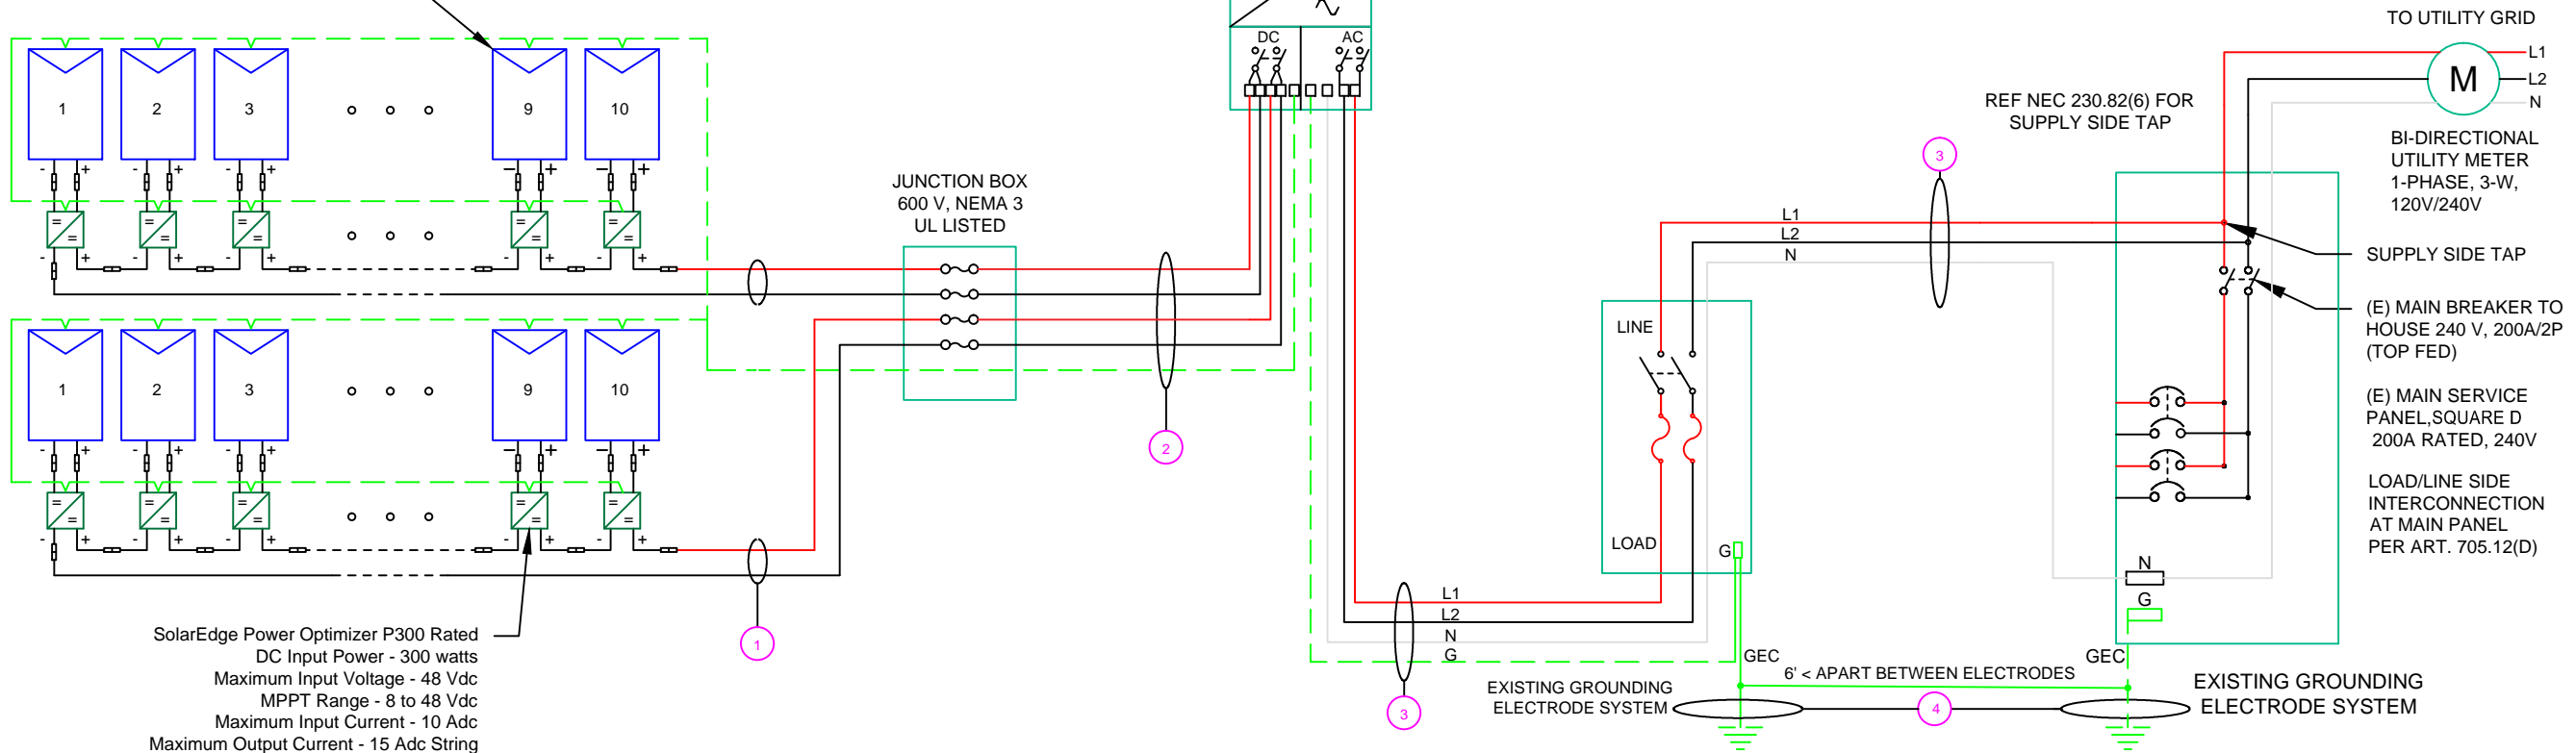 TO UTILITY GRID
DC
AC
L1
L2
N
M
1
2
3
9
10
- +
- +
- +
- +
- +
=
=
=
=
=
=
=
=
=
=
- +
- +
- +
- +
- +
JUNCTION BOX
600 V, NEMA 3
UL LISTED
REF NEC 230.82(6) FOR
SUPPLY SIDE TAP
3
BI-DIRECTIONAL
UTILITY METER
1-PHASE, 3-W,
120V/240V
L1
L2
N
SUPPLY SIDE TAP
(E) MAIN BREAKER TO
HOUSE 240 V, 200A/2P
(TOP FED)
LINE
1
2
3
9
10
- +
- +
- +
- +
- +
=
=
=
=
=
=
=
=
=
=
- +
- +
- +
- +
- +
2
(E) MAIN SERVICE
PANEL,SQUARE D
200A RATED, 240V
LOAD/LINE SIDE
INTERCONNECTION
AT MAIN PANEL
PER ART. 705.12(D)
LOAD
G
N
G
L1
L2
N
G
1
SolarEdge Power Optimizer P300 Rated
DC Input Power - 300 watts
Maximum Input Voltage - 48 Vdc
MPPT Range - 8 to 48 Vdc
Maximum Input Current - 10 Adc
Maximum Output Current - 15 Adc String
3
GEC
6' < APART BETWEEN ELECTRODES
GEC
EXISTING GROUNDING
ELECTRODE SYSTEM
4
EXISTING GROUNDING
ELECTRODE SYSTEM